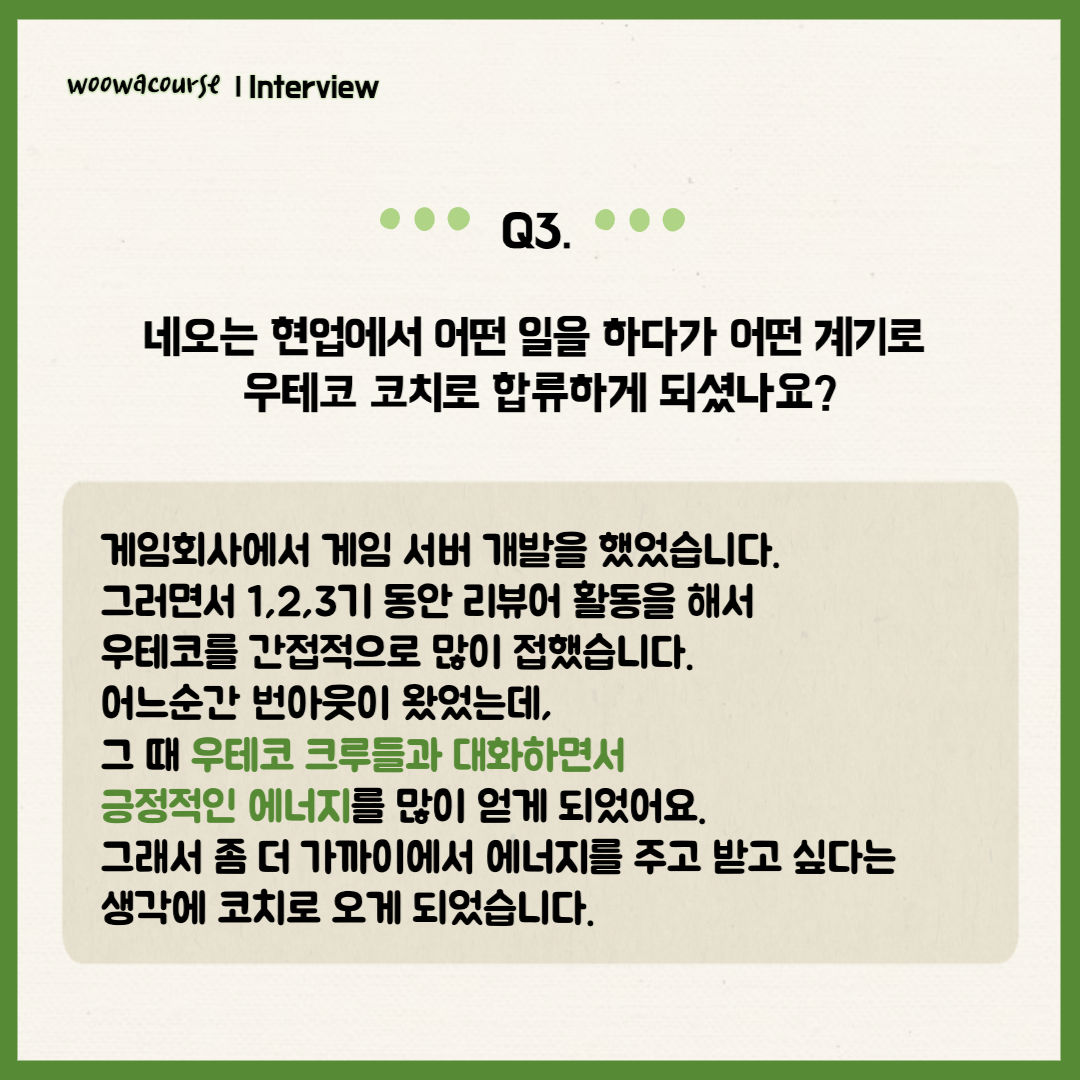 woowacourse | Interview
Q3.
네오는 현업에서 어떤 일을 하다가 어떤 계기로
우테코 코치로 합류하게 되셨나요?
게임회사에서 게임 서버 개발을 했었습니다.
그러면서 1,2,3기 동안 리뷰어 활동을 해서
우테코를 간접적으로 많이 접했습니다.
어느순간 번아웃이 왔었는데,
그 때 우테코 크루들과 대화하면서
긍정적인 에너지를 많이 얻게 되었어요.
그래서 좀 더 가까이에서 에너지를 주고 받고 싶다는
생각에 코치로 오게 되었습니다.